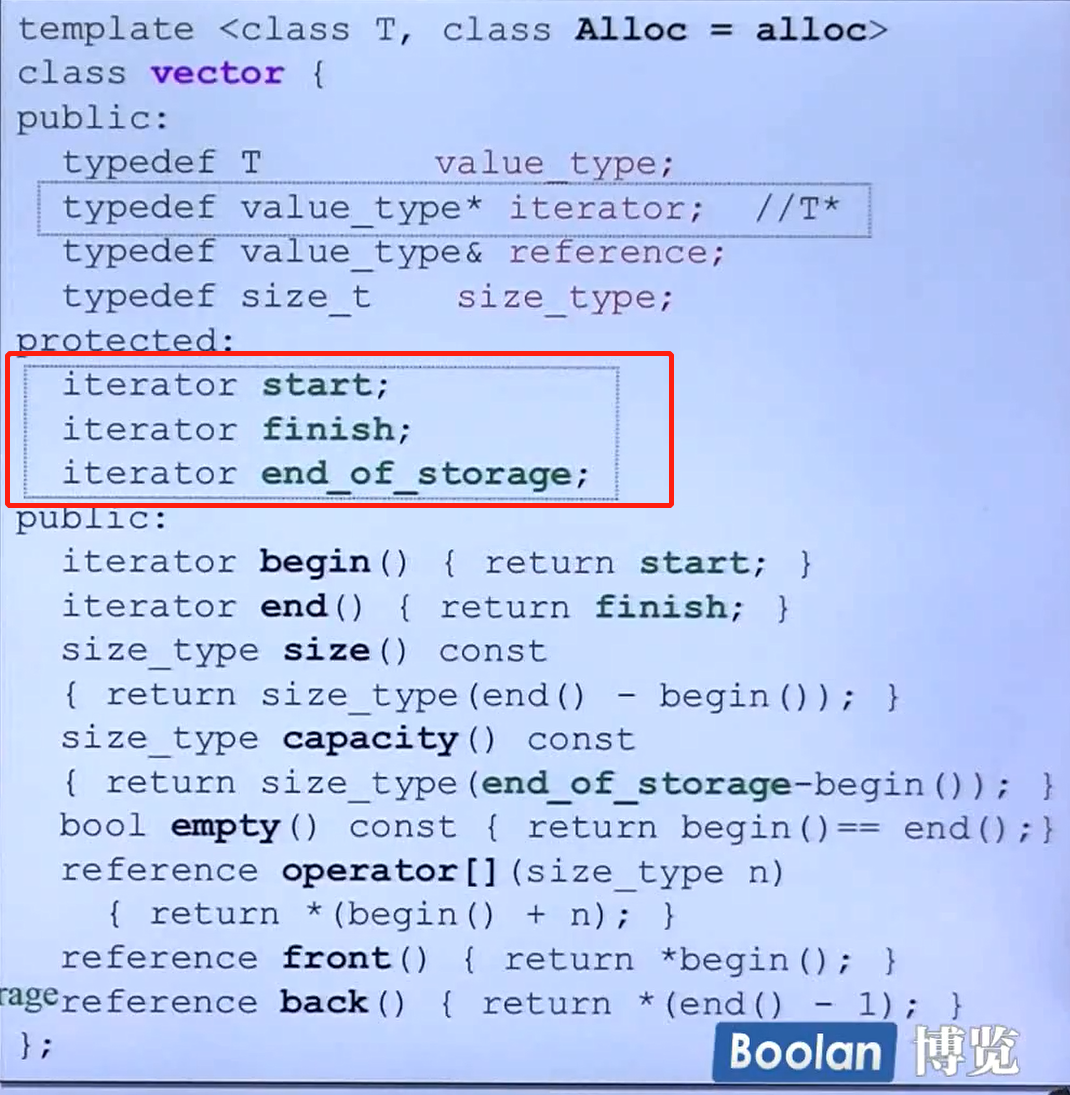 template <class T, class Alloc = alloc>
class vector {
public:
  typedef T        value_type;
  typedef value_type* iterator;  //T*
  typedef value_type& reference;
  typedef size_t    size_type;
protected:
  iterator start;
  iterator finish;
  iterator end_of_storage;
public:
  iterator begin() { return start; }
  iterator end() { return finish; }
  size_type size() const
  { return size_type(end() - begin()); }
  size_type capacity() const
  { return size_type(end_of_storage-begin()); }
  bool empty() const { return begin()== end();}
  reference operator[](size_type n)
    { return *(begin() + n); }
  reference front() { return *begin(); }
rage
  reference back() { return *(end() - 1); }
};
Boolan 博览